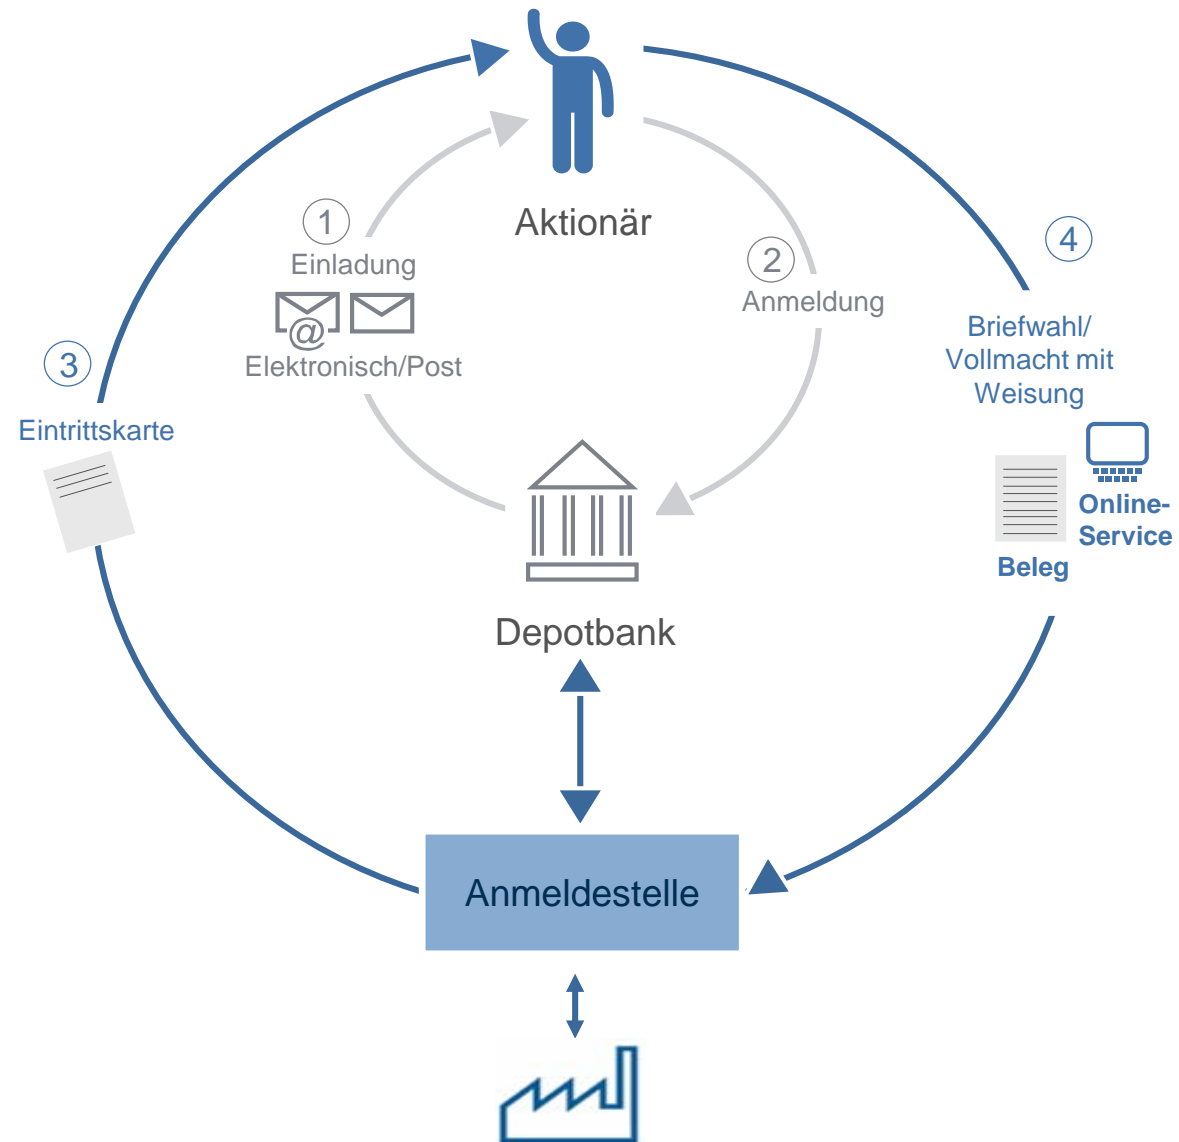 Aktionär
1
Einladung
@
Elektronisch/Post
2
Anmeldung
3
Eintrittskarte
4
Briefwahl/
Vollmacht mit
Weisung
Online-
Service
Beleg
Depotbank
Anmeldestelle